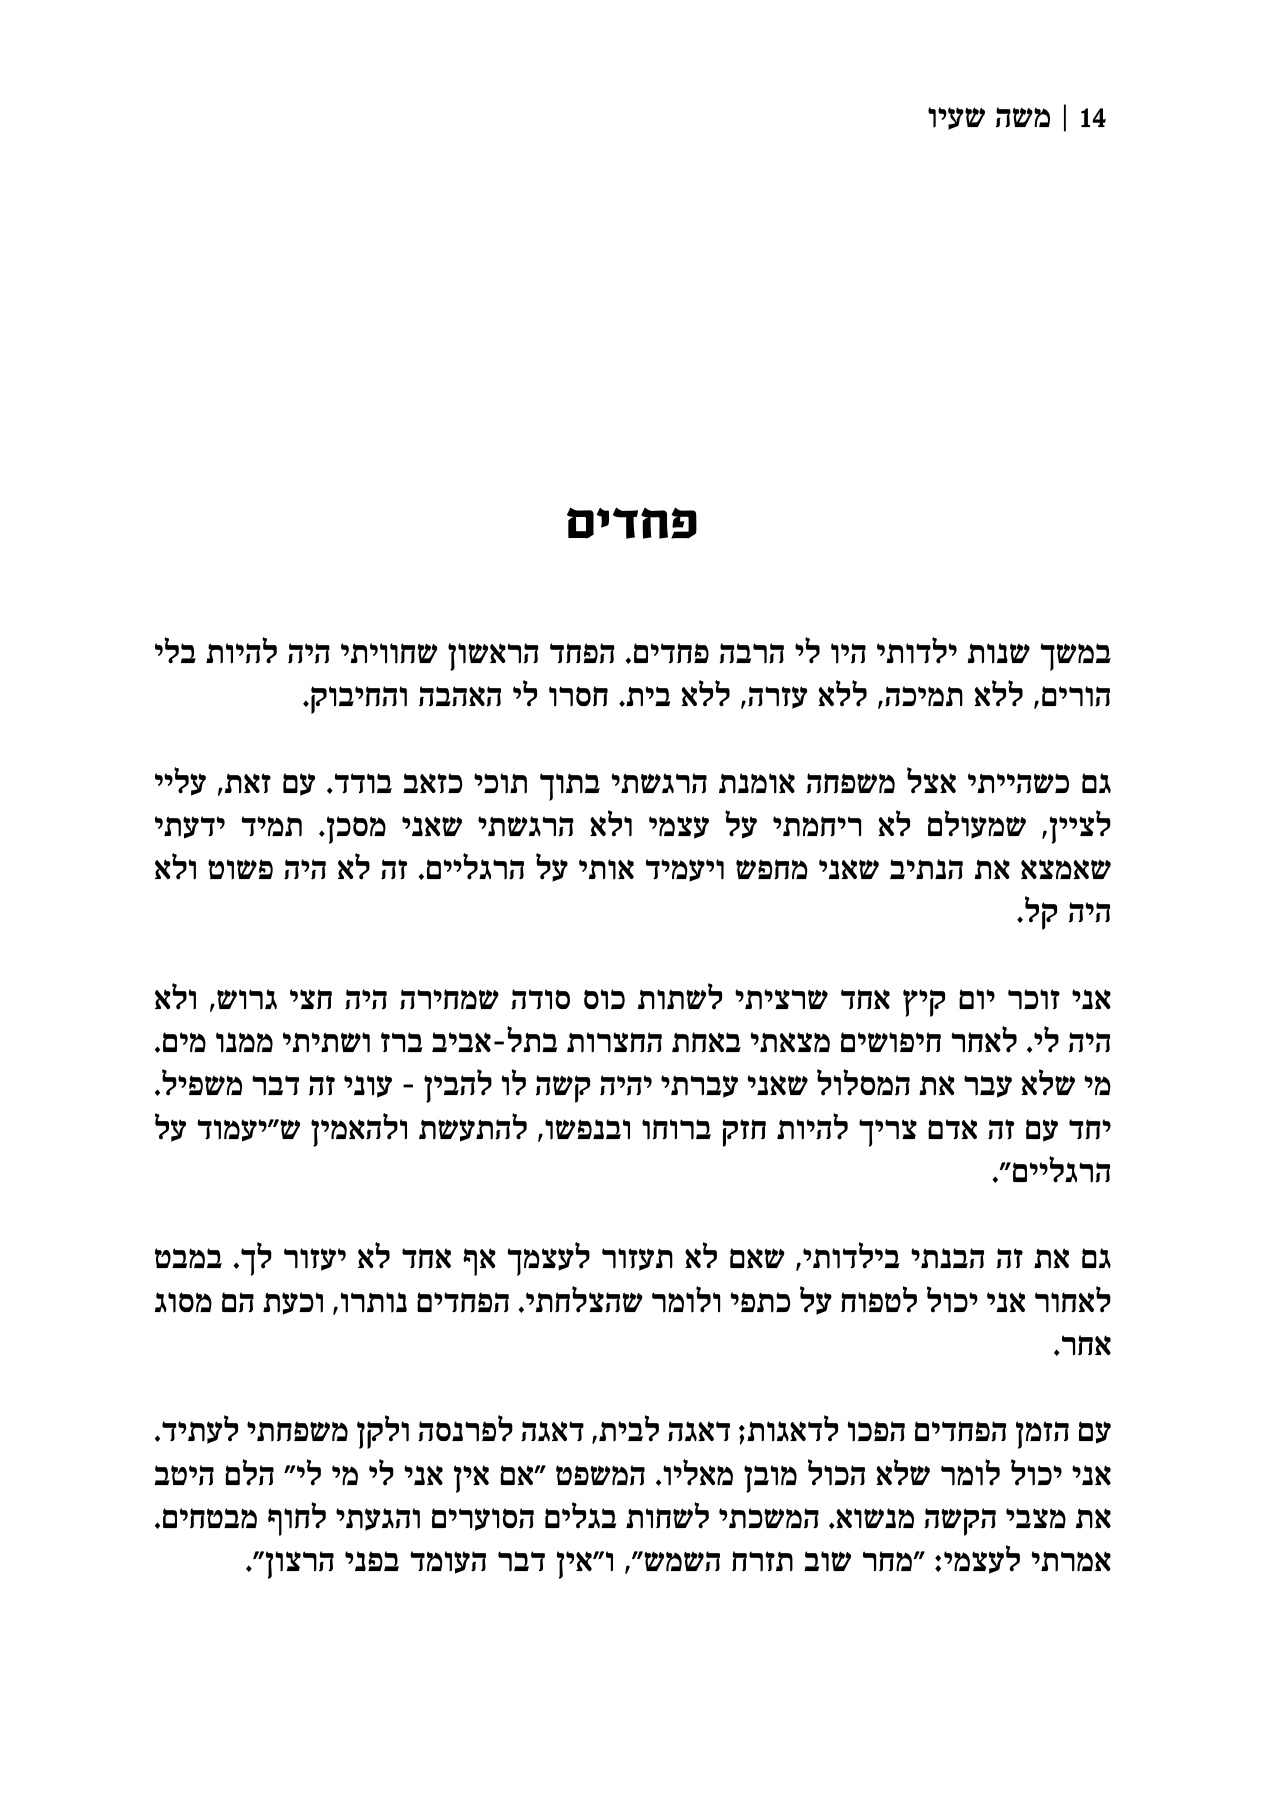 14 | משה שעיו
פחדים
במשך שנות ילדותי היו לי הרבה פחדים. הפחד הראשון שחוויתי היה להיות בלי
הורים, ללא תמיכה, ללא עזרה, ללא בית. חסרו לי האהבה והחיבוק.
גם כשהייתי אצל משפחה אומנת הרגשתי בתוך תוכי כזאב בודד. עם זאת, עליי
לציין, שמעולם לא ריחמתי על עצמי ולא הרגשתי שאני מסכן. תמיד ידעתי
שאמצא את הנתיב שאני מחפש ויעמיד אותי על הרגליים. זה לא היה פשוט ולא
היה קל.
אני זוכר יום קיץ אחד שרציתי לשתות כוס סודה שמחירה היה חצי גרוש, ולא
היה לי. לאחר חיפושים מצאתי באחת החצרות בתל-אביב ברז ושתיתי ממנו מים.
מי שלא עבר את המסלול שאני עברתי יהיה קשה לו להבין - עוני זה דבר משפיל.
יחד עם זה אדם צריך להיות חזק ברוחו ובנפשו, להתעשת ולהאמין ש״יעמוד על
הרגליים״.
גם את זה הבנתי בילדותי, שאם לא תעזור לעצמך אף אחד לא יעזור לך. במבט
לאחור אני יכול לטפוח על כתפי ולומר שהצלחתי. הפחדים נותרו, וכעת הם מסוג
אחר.
עם הזמן הפחדים הפכו לדאגות; דאגה לבית, דאגה לפרנסה ולקן משפחתי לעתיד.
אני יכול לומר שלא הכול מובן מאליו. המשפט ״אם אין אני לי מי לי״ הלם היטב
את מצבי הקשה מנשוא. המשכתי לשחות בגלים הסוערים והגעתי לחוף מבטחים.
אמרתי לעצמי: ״מחר שוב תזרח השמש״, ו״אין דבר העומד בפני הרצון״.